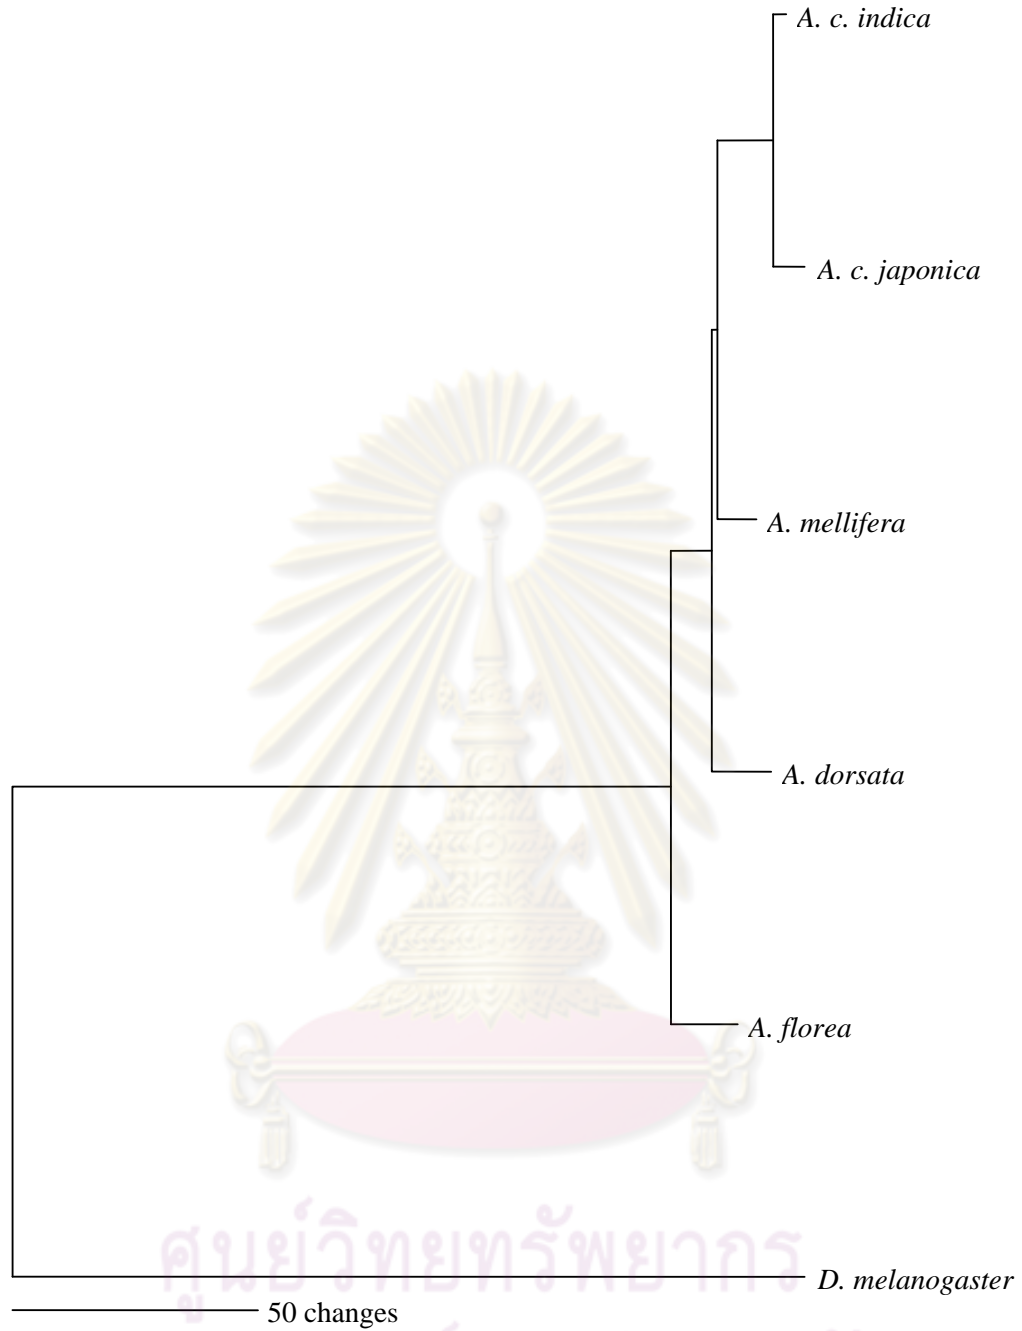 A. c. indica
A. c. japonica
A. mellifera
A. dorsata
A. florea
ศูนย์วิทยทรัพยากร
D. melanogaster
50 changes